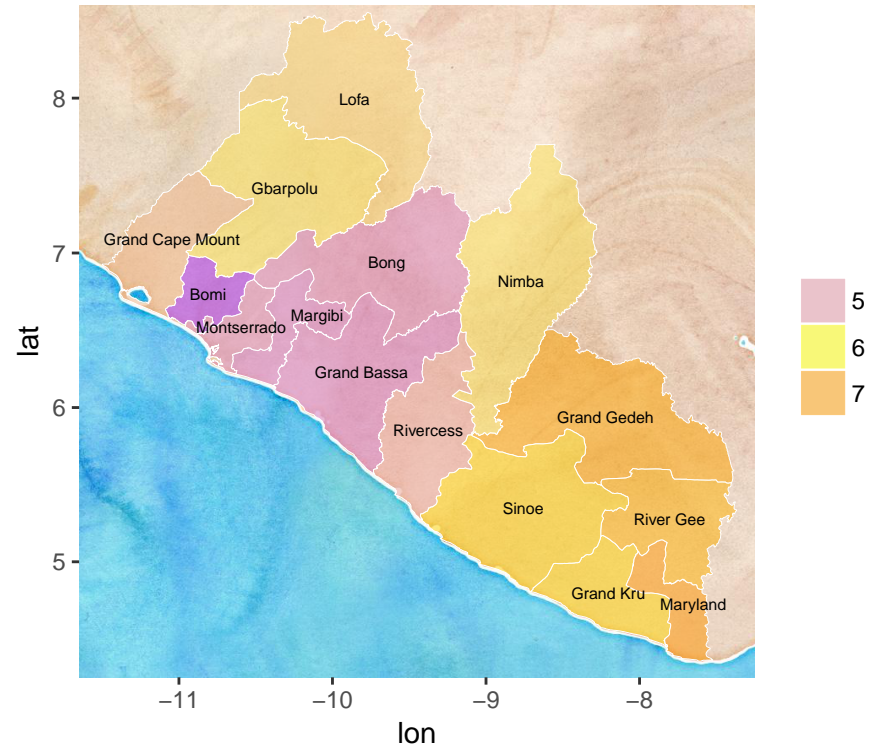 8
Lofa
Gbarpolu
Grand Cape Mount
7
Bong
Nimba
Bomi
Margibi
Montserrado
lat
Grand Bassa
6
Rivercess
Grand Gedeh
Sinoe
River Gee
5
Grand Kru
Maryland
−11
−10
−9
−8
lon
5
6
7